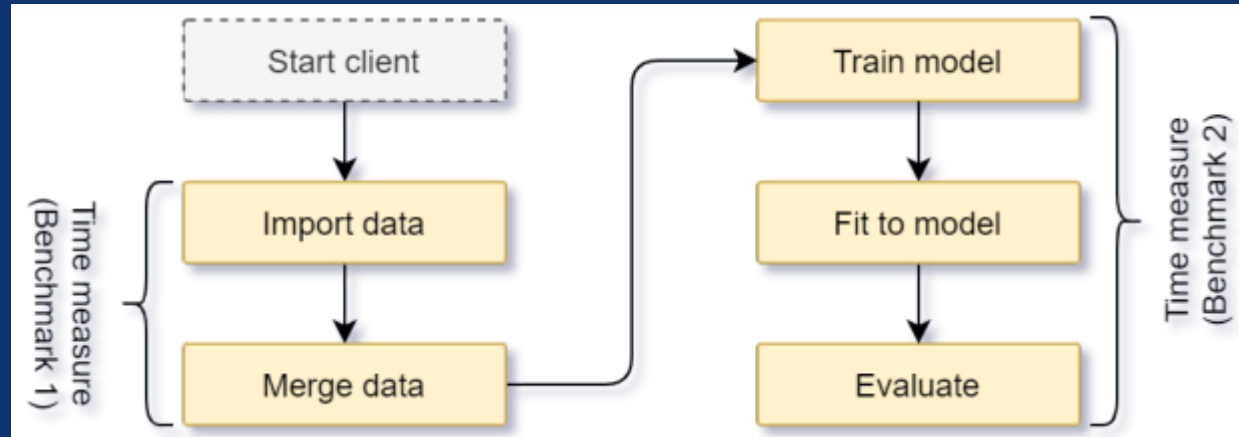 Start client
Import data
Merge data
Time measure
(Benchmark 1)
Train model
Fit to model
Evaluate
Time measure
(Benchmark 2)